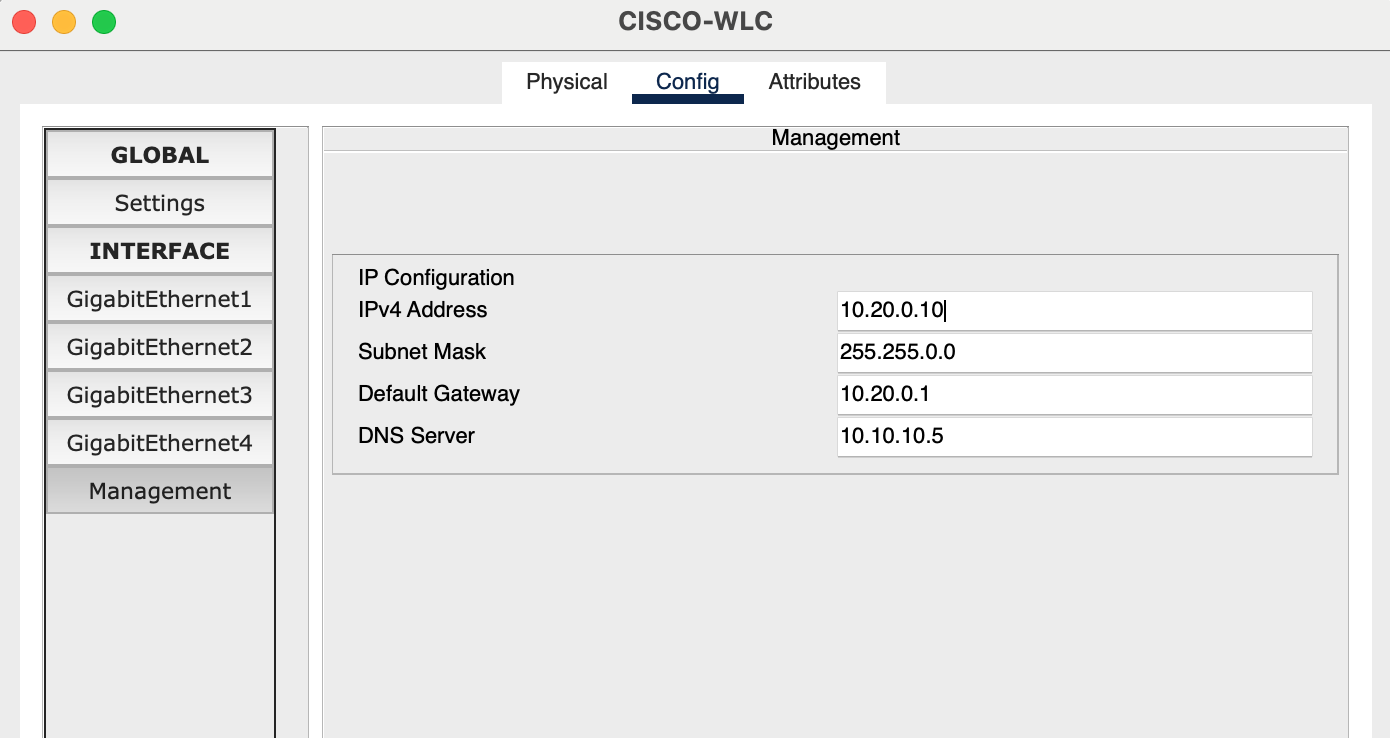 CISCO-WLC
Physical Config Attributes
GLOBAL
Settings
INTERFACE
GigabitEthernet1
GigabitEthernet2
GigabitEthernet3
GigabitEthernet4
Management
Management
IP Configuration
IPv4 Address 10.20.0.10
Subnet Mask 255.255.0.0
Default Gateway 10.20.0.1
DNS Server 10.10.10.5